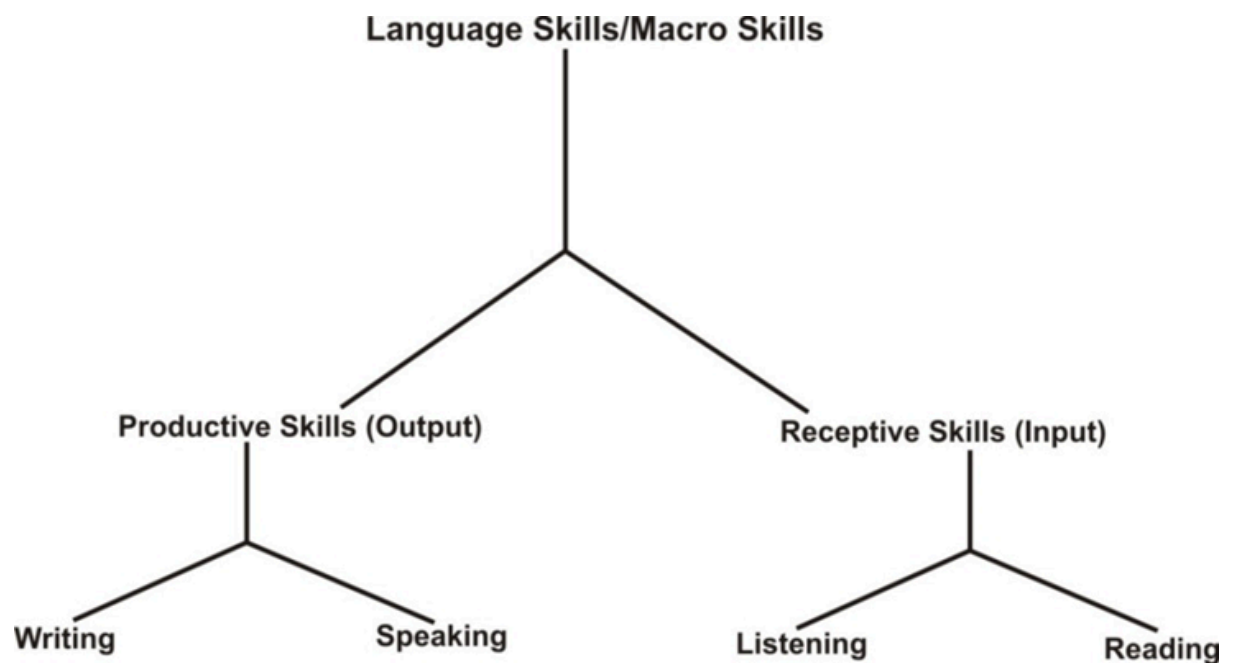 Language Skills/Macro Skills
Productive Skills (Output)
Receptive Skills (Input)
Writing
Speaking
Listening
Reading